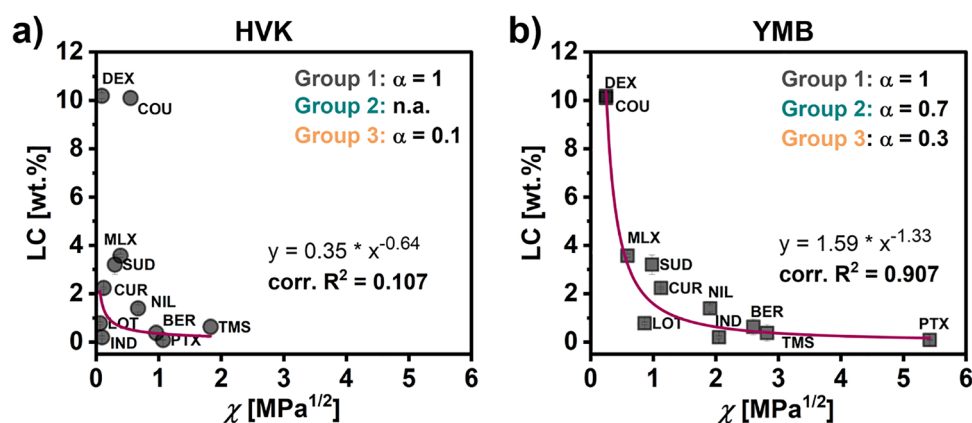 a)
HVK
12
10
8
6
4
2
0
LC [wt.%]
0 1 2 3 4 5 6
χ [MPa1/2]
Group 1: α = 1
Group 2: n.a.
Group 3: α = 0.1
DEX
COU
MLX
SUD
CUR
NIL
LOT
BER
TMS
IND
PTX
y = 0.35 * x-0.64
corr. R2 = 0.107
b)
YMB
12
10
8
6
4
2
0
LC [wt.%]
0 1 2 3 4 5 6
χ [MPa1/2]
Group 1: α = 1
Group 2: α = 0.7
Group 3: α = 0.3
DEX
COU
MLX
SUD
CUR
NIL
LOT
IND
BER
TMS
PTX
y = 1.59 * x-1.33
corr. R2 = 0.907